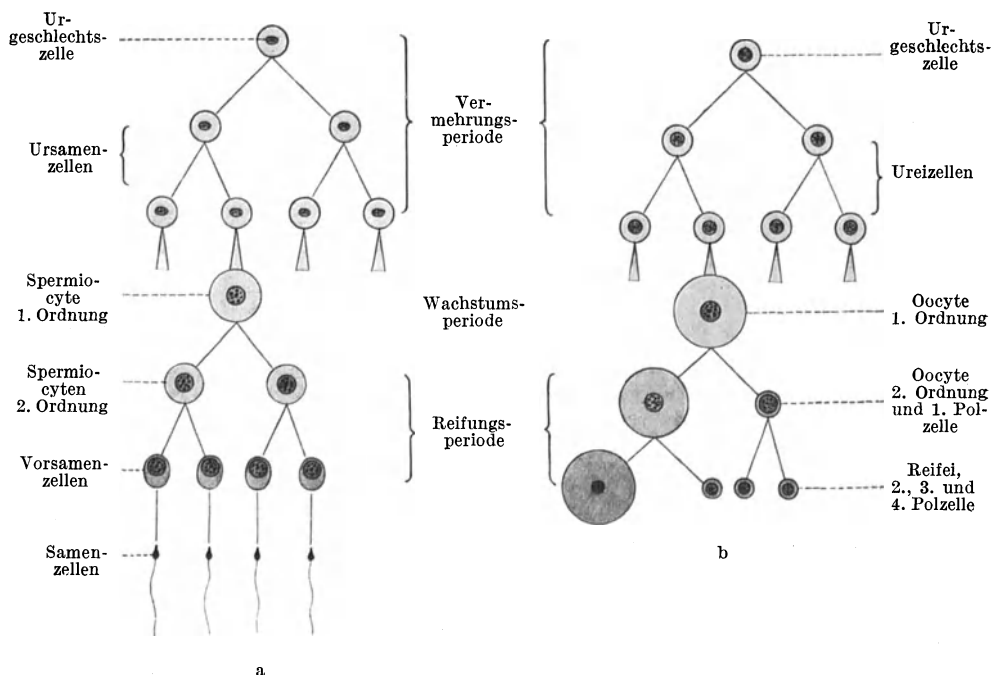 Ur-
geschlechts-
zelle
Ursamen-
zellen
Spermio-
cyte
1. Ordnung
Spermio-
cyten
2. Ordnung
Vorsamen-
zellen
Samen-
zellen
a
Ver-
mehrungs-
periode
Wachstums-
periode
Reifungs-
periode
Ur-
geschlechts-
zelle
Ureizellen
Oocyte
1. Ordnung
Oocyte
2. Ordnung
und 1. Pol-
zelle
Reifei,
2., 3. und
4. Polzelle
b